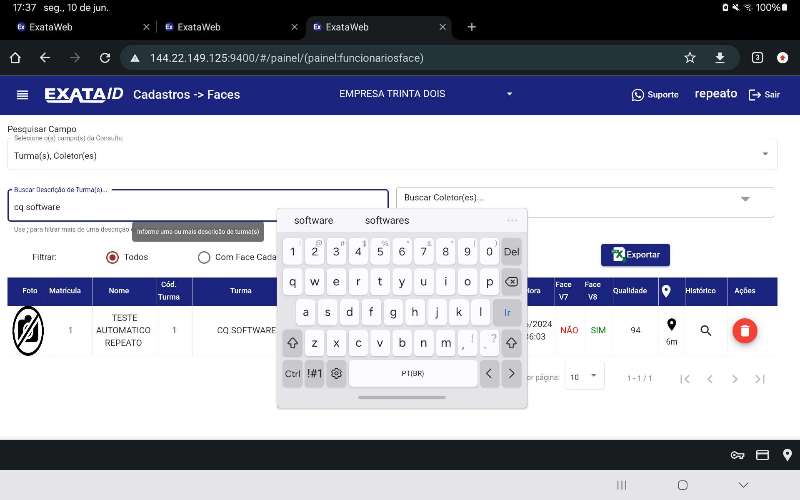 17:37 seg., 10 de jun.
100%
ExataWeb
ExataWeb
ExataWeb
144.22.149.125:9400/#/painel/(painel:funcionariosface)
3
EXATA ID Cadastros -> Faces
EMPRESA TRINTA DOIS
Suporte
repeato
Sair
Pesquisar Campo
Selecione o(s) campo(s) da Consulta
Turma(s), Coletor(es)
Buscar Descrição de Turma(s)...
cq software
Buscar Coletor(es)...
Use ; para filtrar mais de uma descrição
Informe uma ou mais descrição de turma(s)
Filtrar:
Todos
Com Face Cada
Exportar
Foto
Matrícula
Nome
Cód. Turma
Turma
Hora
Face V7
Face V8
Qualidade
Histórico
Ações
1
TESTE AUTOMATICO REPEATO
1
CQ SOFTWARE
/2024
6:03
NÃO
SIM
94
6m
or página:
10
1 - 1 / 1
software
softwares
...
1 2 3 4 5 6 7 8 9 0 Del
q w e r t y u i o p
a s d f g h j k l Ir
z x c v b n m , ! . ?
Ctrl !#1 PT(BR) < >